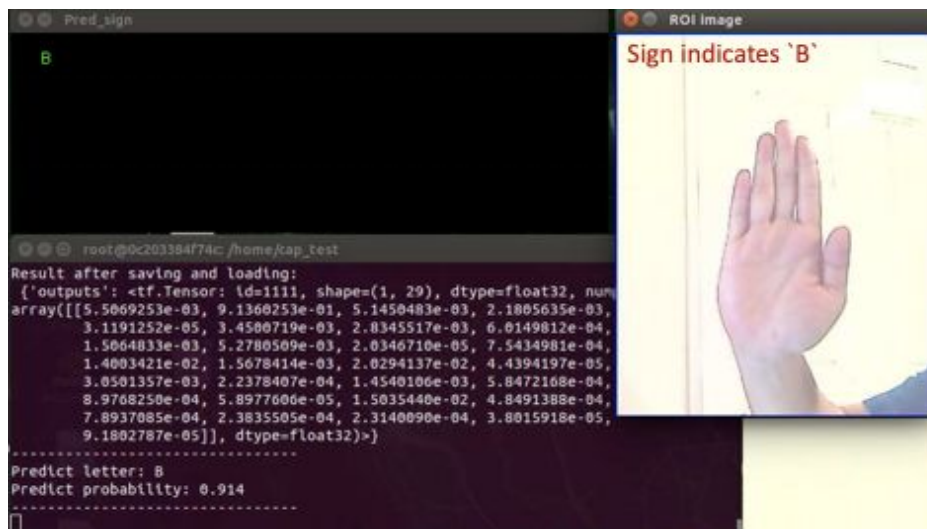 Pred_sign
B
ROI image
Sign indicates `B`
root@0c203384f74c: /home/cap_test
Result after saving and loading:
{'outputs': <tf.Tensor: id=1111, shape=(1, 29), dtype=float32, num
array([[5.5069253e-03, 9.1360253e-01, 5.1450483e-03, 2.1805635e-03,
3.1191252e-05, 3.4500719e-03, 2.8345517e-03, 6.0149812e-04,
1.5064833e-03, 5.2780509e-03, 2.0346710e-05, 7.5434981e-04,
1.4003421e-02, 1.5678414e-03, 2.0294137e-02, 4.4394197e-05,
3.0501357e-03, 2.2378407e-04, 1.4540106e-03, 5.8472168e-04,
8.9768250e-04, 5.8977606e-05, 1.5035440e-02, 4.8491388e-04,
7.8937085e-04, 2.3835505e-04, 2.3140090e-04, 3.8015918e-05,
9.1802787e-05]], dtype=float32)>}
---------------------------------
Predict letter: B
Predict probability: 0.914
---------------------------------